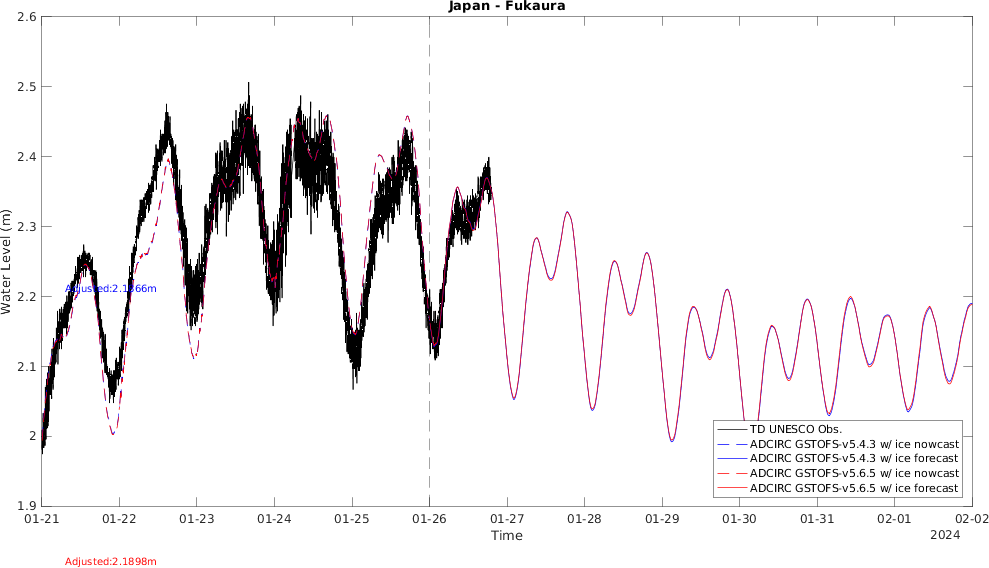 Japan - Fukaura
2.6
2.5
2.4
2.3
2.2
2.1
2
1.9
Water Level (m)
Adjusted:2.1866m
TD UNESCO Obs.
ADCIRC GSTOFS-v5.4.3 w/ ice nowcast
ADCIRC GSTOFS-v5.4.3 w/ ice forecast
ADCIRC GSTOFS-v5.6.5 w/ ice nowcast
ADCIRC GSTOFS-v5.6.5 w/ ice forecast
01-21 01-22 01-23 01-24 01-25 01-26 01-27 01-28 01-29 01-30 01-31 02-01 02-02
Time
2024
Adjusted:2.1898m